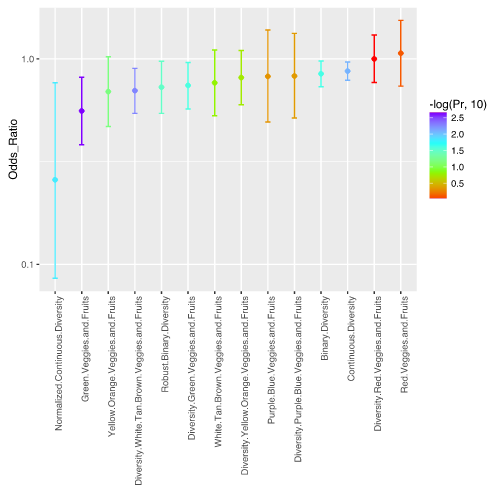 1.0
0.1
Odds_Ratio
Normalized.Continuous.Diversity
Green.Veggies.and.Fruits
Yellow.Orange.Veggies.and.Fruits
Diversity.White.Tan.Brown.Veggies.and.Fruits
Robust.Binary.Diversity
Diversity.Green.Veggies.and.Fruits
White.Tan.Brown.Veggies.and.Fruits
Diversity.Yellow.Orange.Veggies.and.Fruits
Purple.Blue.Veggies.and.Fruits
Diversity.Purple.Blue.Veggies.and.Fruits
Binary.Diversity
Continuous.Diversity
Diversity.Red.Veggies.and.Fruits
Red.Veggies.and.Fruits
-log(Pr, 10)
2.5
2.0
1.5
1.0
0.5